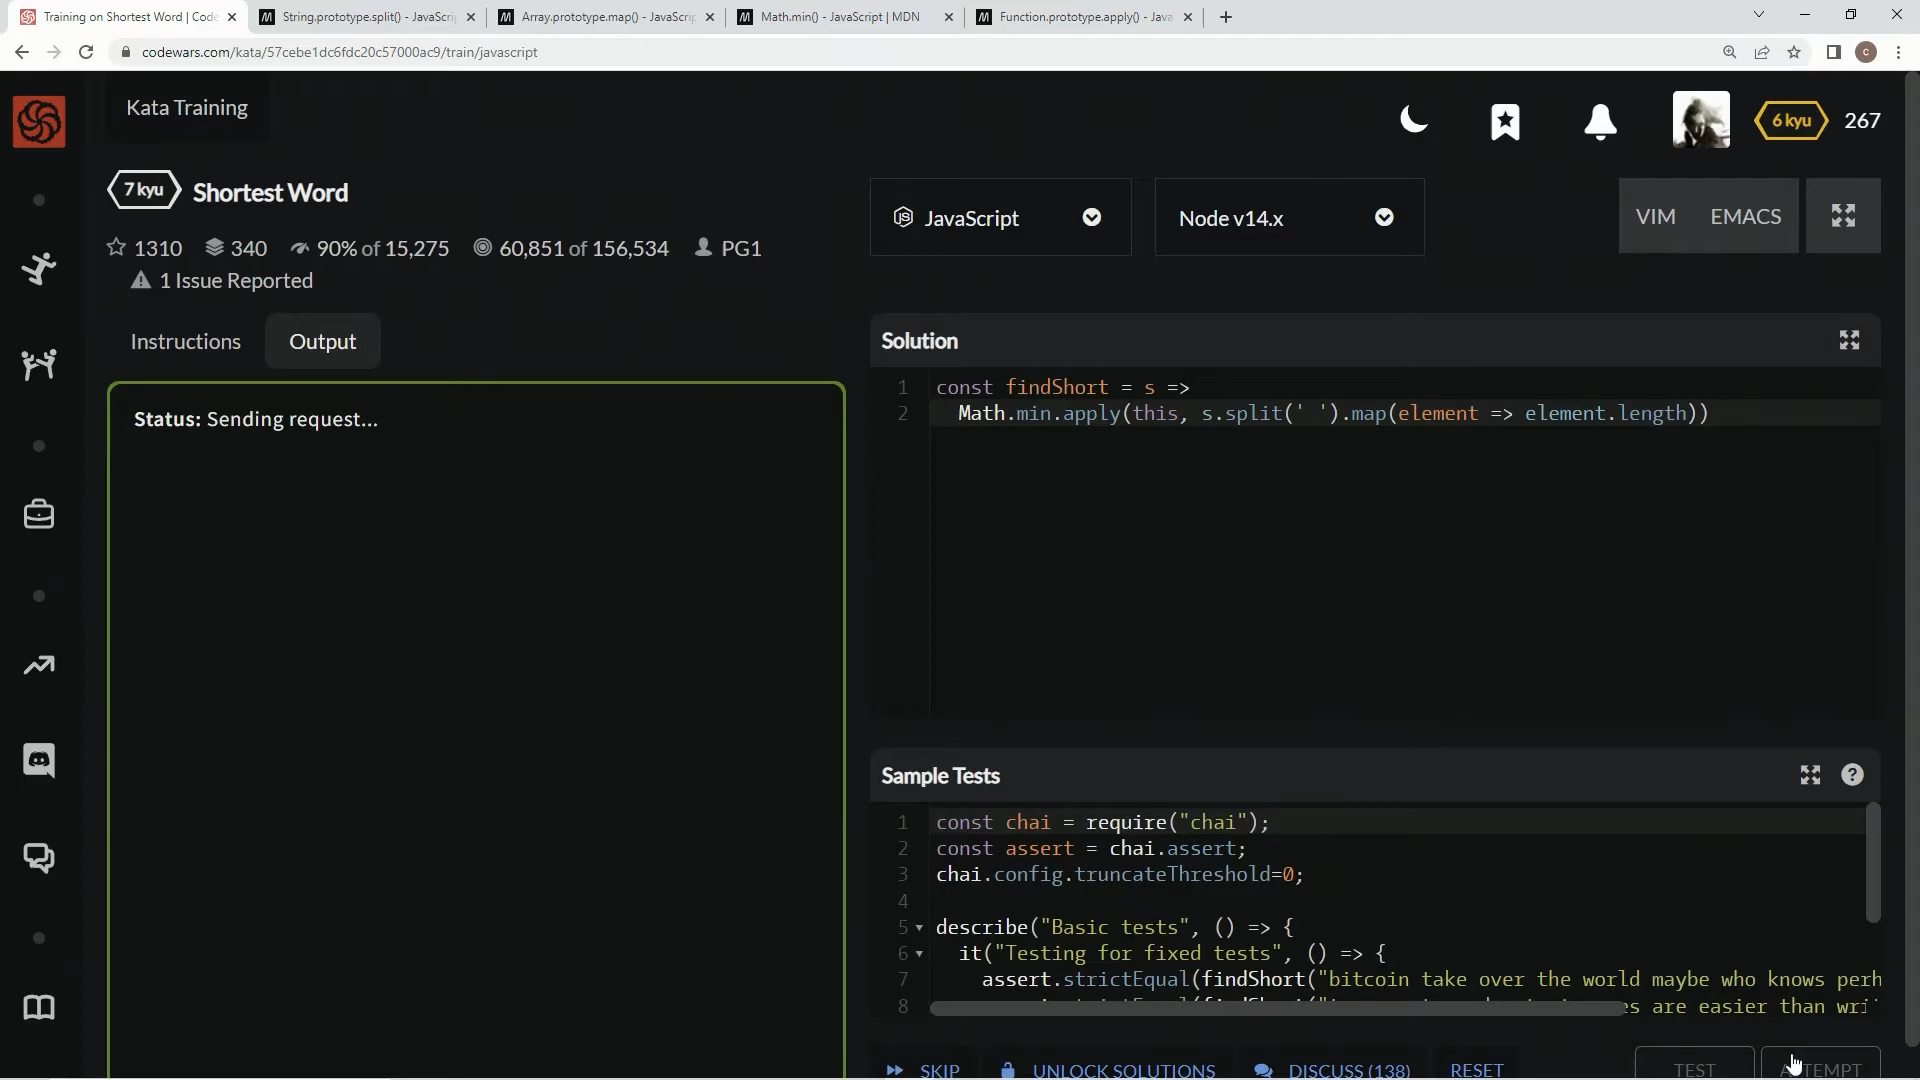 Training on Shortest Word | Code
String.prototype.split() - JavaScri
Array.prototype.map() - JavaScri
Math.min() - JavaScript | MDN
Function.prototype.apply() - Java
codewars.com/kata/57cebe1dc6fdc20c57000ac9/train/javascript
C
Kata Training
6 kyu
267
7 kyu
Shortest Word
1310
340
90% of 15,275
60,851 of 156,534
PG1
1 Issue Reported
JavaScript
Node v14.x
VIM
EMACS
Instructions
Output
Status: Sending request...
Solution
1 const findShort = s =>
2 Math.min.apply(this, s.split(' ').map(element => element.length))
Sample Tests
1 const chai = require("chai");
2 const assert = chai.assert;
3 chai.config.truncateThreshold=0;
4
5 describe("Basic tests", () => {
6 it("Testing for fixed tests", () => {
7 assert.strictEqual(findShort("bitcoin take over the world maybe who knows perh
8 are easier than wri
SKIP
UNLOCK SOLUTIONS
DISCUSS (138)
RESET
TEST
ATTEMPT